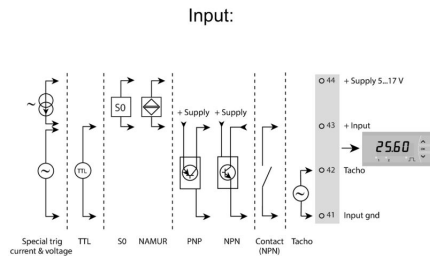 Input:
44 + Supply 5...17 V
S0
+ Supply + Supply
43 + Input
25.60
TTL
42 Tacho
41 Input gnd
Special trig
current & voltage
TTL
S0
NAMUR
PNP
NPN
Contact
(NPN)
Tacho